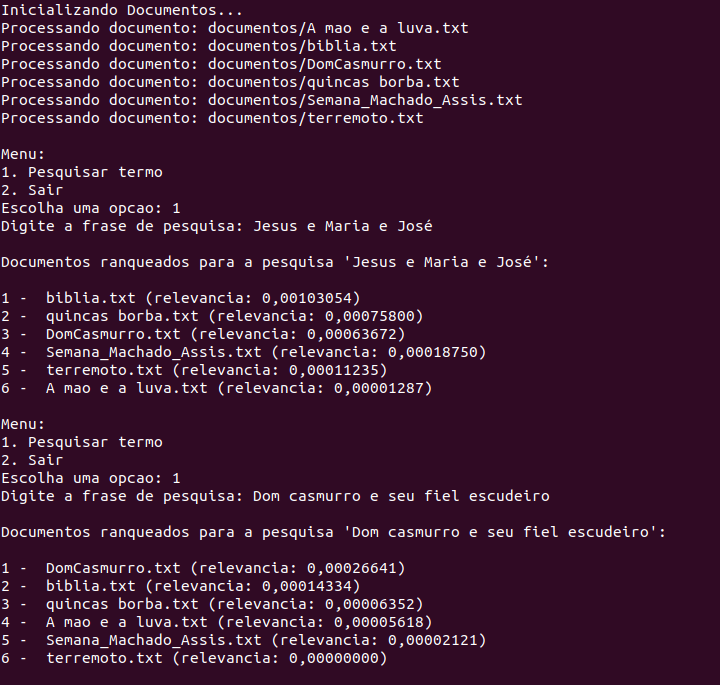 Inicializando Documentos...
Processando documento: documentos/A mao e a luva.txt
Processando documento: documentos/biblia.txt
Processando documento: documentos/DomCasmurro.txt
Processando documento: documentos/quincas borba.txt
Processando documento: documentos/Semana_Machado_Assis.txt
Processando documento: documentos/terremoto.txt

Menu:
1. Pesquisar termo
2. Sair
Escolha uma opcao: 1
Digite a frase de pesquisa: Jesus e Maria e José

Documentos ranqueados para a pesquisa 'Jesus e Maria e José':

1 -  biblia.txt (relevancia: 0,00103054)
2 -  quincas borba.txt (relevancia: 0,00075800)
3 -  DomCasmurro.txt (relevancia: 0,00063672)
4 -  Semana_Machado_Assis.txt (relevancia: 0,00018750)
5 -  terremoto.txt (relevancia: 0,00011235)
6 -  A mao e a luva.txt (relevancia: 0,00001287)

Menu:
1. Pesquisar termo
2. Sair
Escolha uma opcao: 1
Digite a frase de pesquisa: Dom casmurro e seu fiel escudeiro

Documentos ranqueados para a pesquisa 'Dom casmurro e seu fiel escudeiro':

1 -  DomCasmurro.txt (relevancia: 0,00026641)
2 -  biblia.txt (relevancia: 0,00014334)
3 -  quincas borba.txt (relevancia: 0,00006352)
4 -  A mao e a luva.txt (relevancia: 0,00005618)
5 -  Semana_Machado_Assis.txt (relevancia: 0,00002121)
6 -  terremoto.txt (relevancia: 0,00000000)